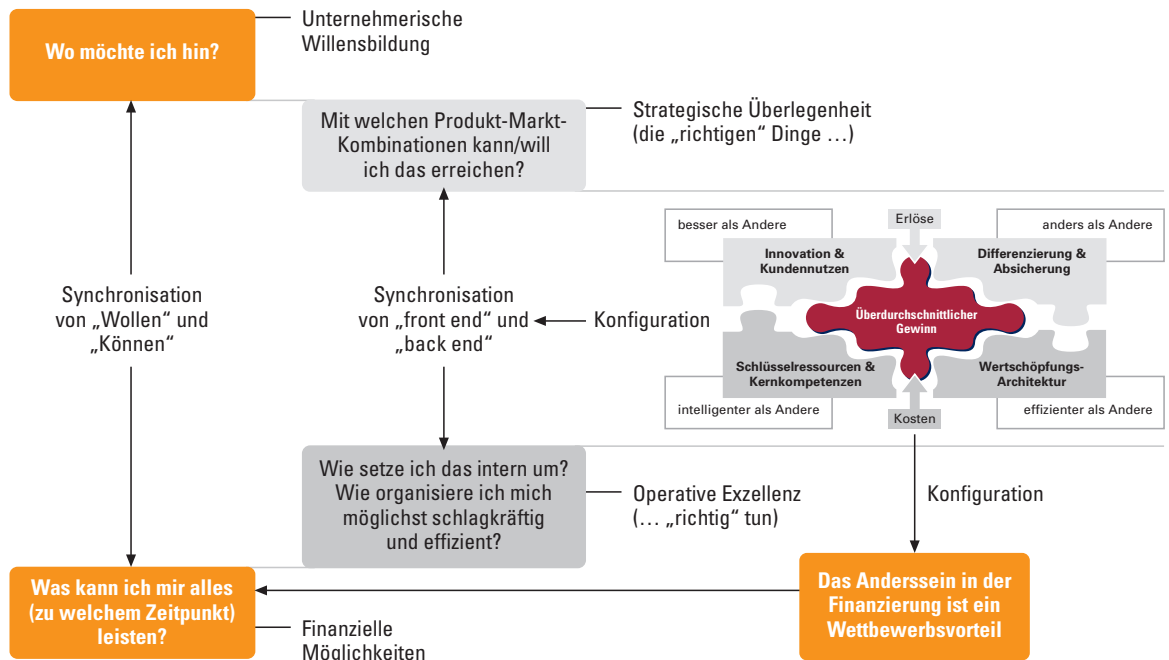 Wo möchte ich hin?
Unternehmerische
Willensbildung
Mit welchen Produkt-Markt-
Kombinationen kann/will
ich das erreichen?
Strategische Überlegenheit
(die „richtigen“ Dinge …)
besser als Andere
Erlöse
anders als Andere
Innovation &
Kundennutzen
Differenzierung &
Absicherung
Synchronisation
von „Wollen“ und
„Können“
Synchronisation
von „front end“ und
„back end“
Konfiguration
Überdurchschnittlicher
Gewinn
Schlüsselressourcen &
Kernkompetenzen
Wertschöpfungs-
Architektur
intelligenter als Andere
Kosten
effizienter als Andere
Wie setze ich das intern um?
Wie organisiere ich mich
möglichst schlagkräftig
und effizient?
Operative Exzellenz
(… „richtig“ tun)
Konfiguration
Was kann ich mir alles
(zu welchem Zeitpunkt)
leisten?
Finanzielle
Möglichkeiten
Das Anderssein in der
Finanzierung ist ein
Wettbewerbsvorteil